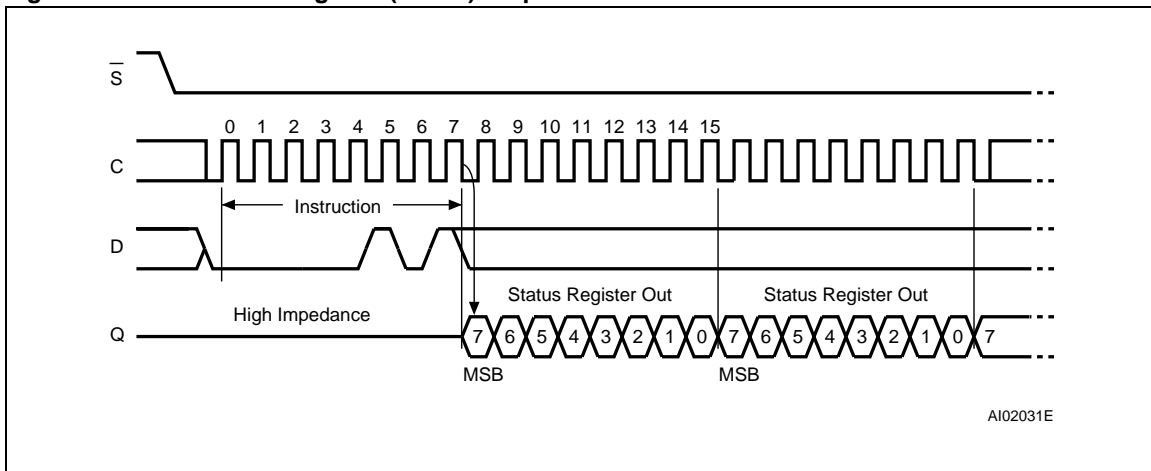 S
0 1 2 3 4 5 6 7 8 9 10 11 12 13 14 15
C
Instruction
D
Status Register Out Status Register Out
High Impedance
Q 7 6 5 4 3 2 1 0 7 6 5 4 3 2 1 0 7
MSB MSB
AI02031E